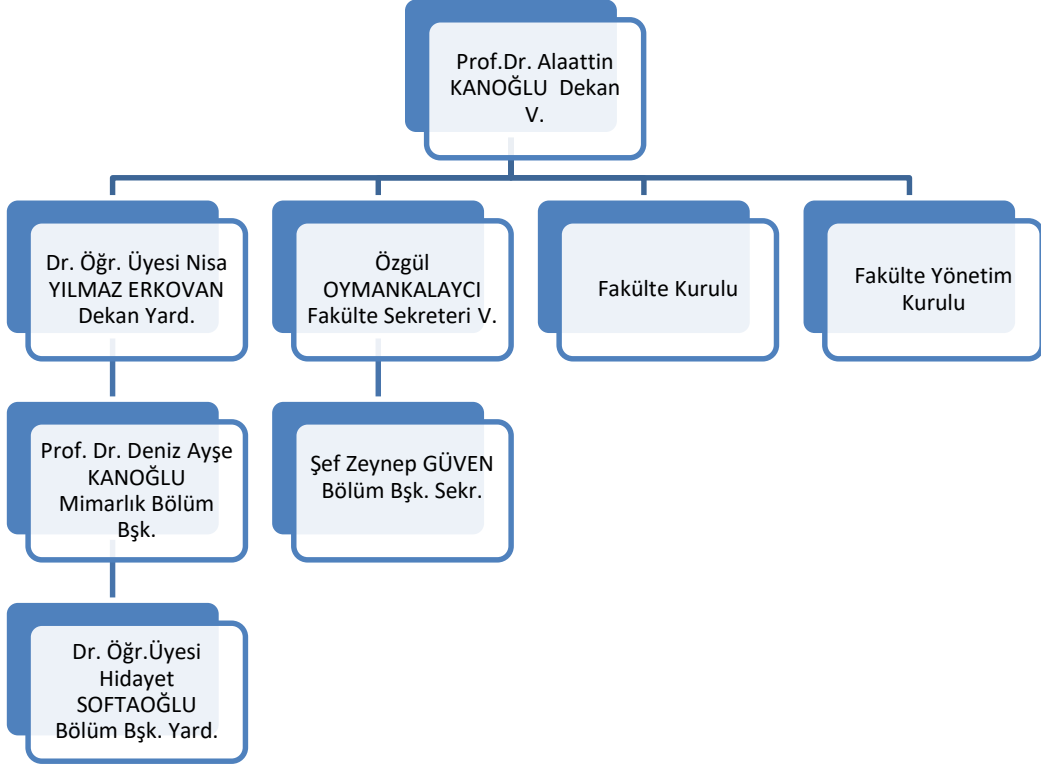 Prof.Dr. Alaattin
KANOĞLU Dekan
V.
Dr. Öğr. Üyesi Nisa
YILMAZ ERKOVAN
Dekan Yard.
Özgül
OYMANKALAYCI
Fakülte Sekreteri V.
Fakülte Kurulu
Fakülte Yönetim
Kurulu
Prof. Dr. Deniz Ayşe
KANOĞLU
Mimarlık Bölüm
Bşk.
Şef Zeynep GÜVEN
Bölüm Bşk. Sekr.
Dr. Öğr.Üyesi
Hidayet
SOFTAOĞLU
Bölüm Bşk. Yard.